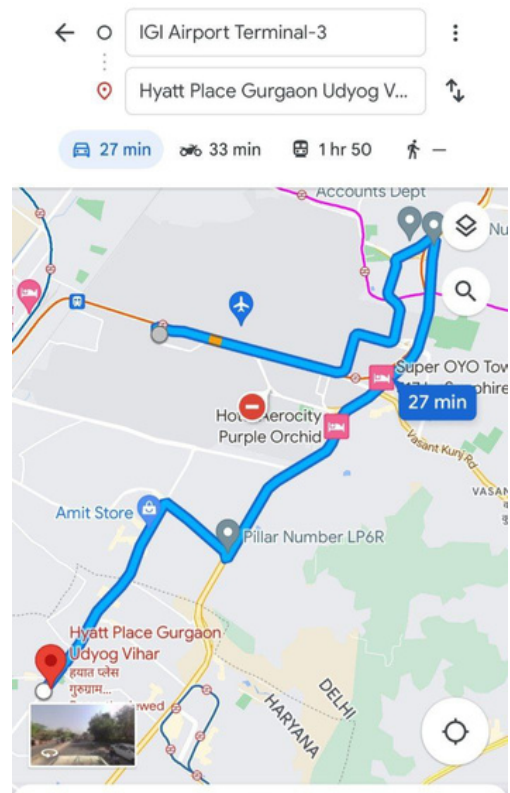 IGI Airport Terminal-3
Hyatt Place Gurgaon Udyog V...
27 min
33 min
1 hr 50
—
Accounts Dept
Nu
Super OYO Tow
27 min
Hotel Aerocity
Purple Orchid
Vasant Kunj Rd
VASAN
Amit Store
Pillar Number LP6R
Hyatt Place Gurgaon
Udyog Vihar
हयात प्लेस
गुरुग्राम...
ewed
DELHI
HARYANA